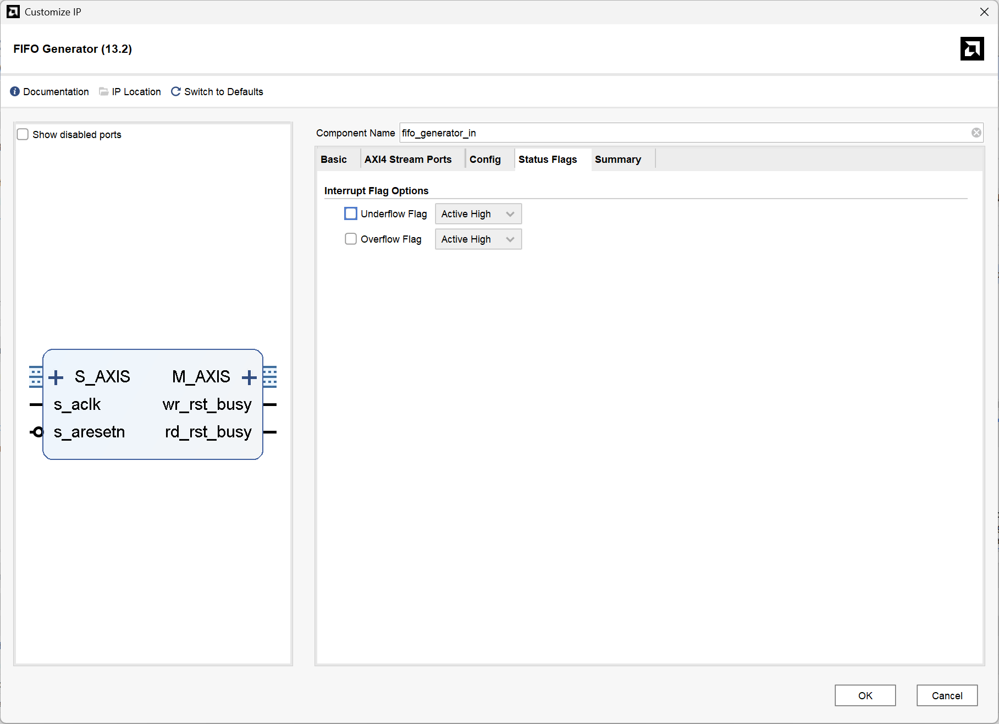 Customize IP
FIFO Generator (13.2)
Documentation IP Location Switch to Defaults
Show disabled ports
S_AXIS M_AXIS
s_aclk wr_rst_busy
s_aresetn rd_rst_busy
Component Name fifo_generator_in
Basic AXI4 Stream Ports Config Status Flags Summary
Interrupt Flag Options
Underflow Flag Active High
Overflow Flag Active High
OK Cancel